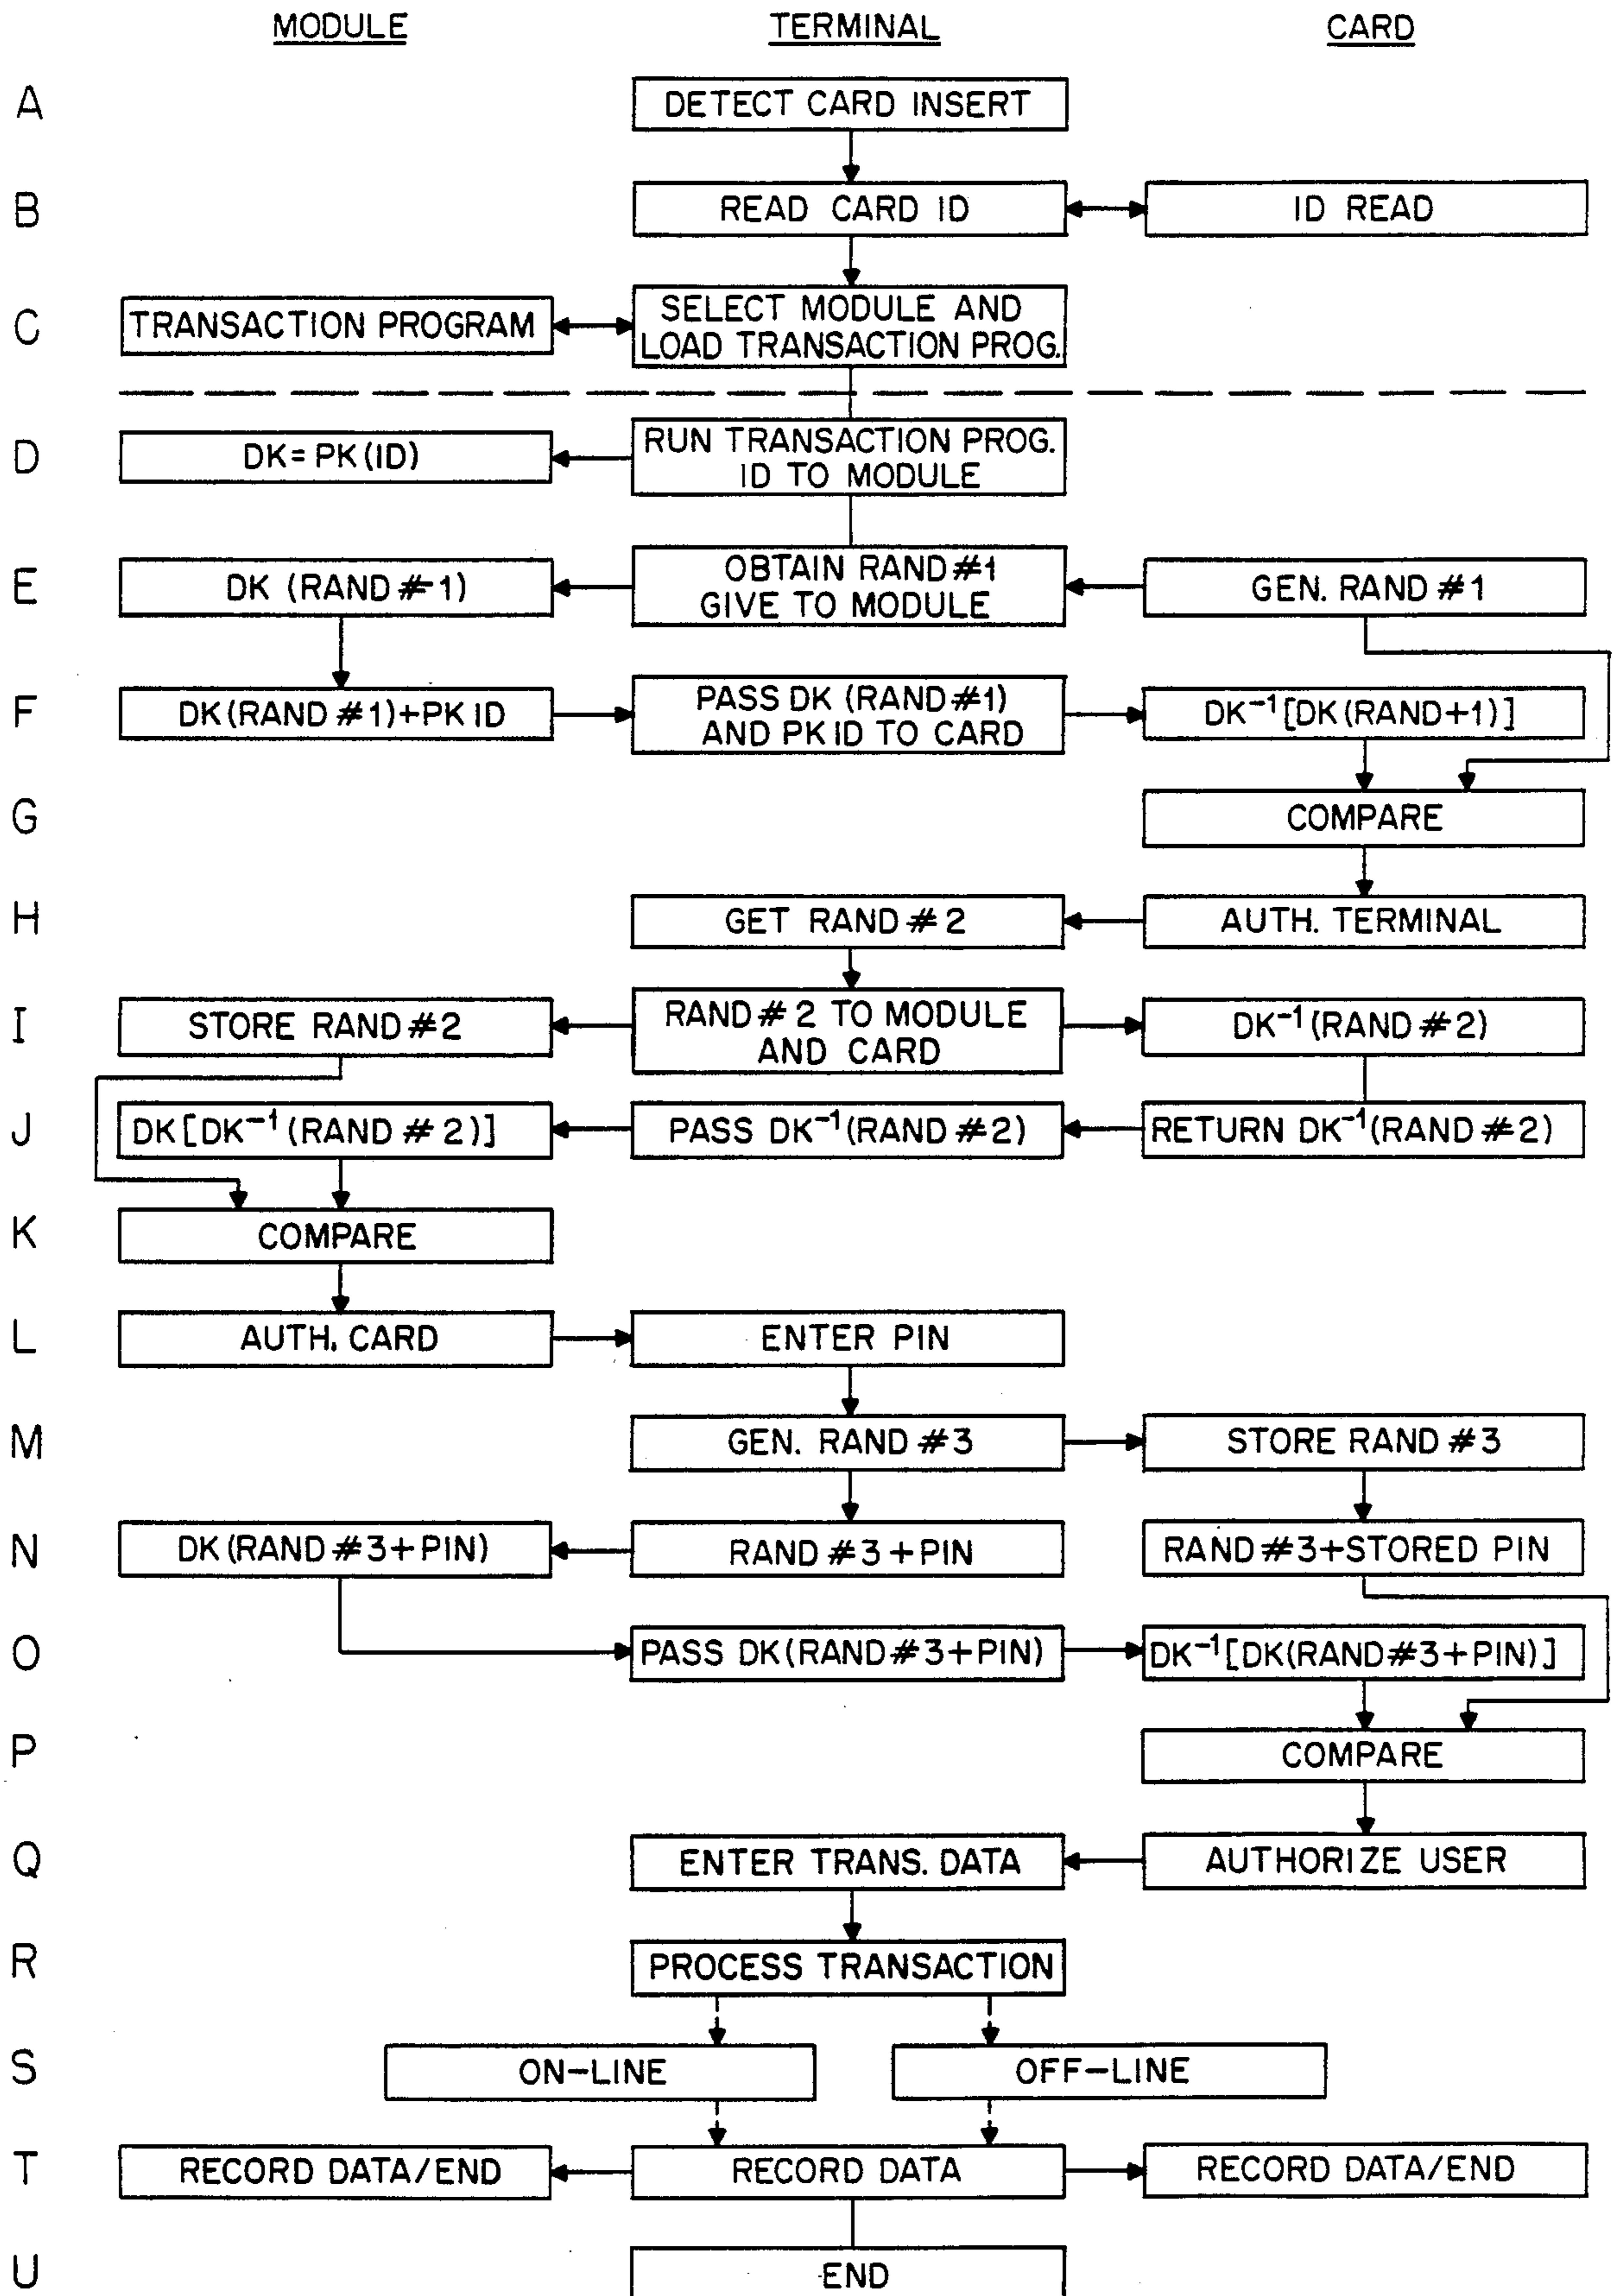 MODULE TERMINAL CARD
A DETECT CARD INSERT
B READ CARD ID ID READ
C TRANSACTION PROGRAM SELECT MODULE AND
LOAD TRANSACTION PROG.
D DK=PK(ID) RUN TRANSACTION PROG.
ID TO MODULE
E DK (RAND #1) OBTAIN RAND #1
GIVE TO MODULE GEN. RAND #1
F DK(RAND #1)+PK ID PASS DK (RAND #1)
AND PK ID TO CARD DK⁻¹[DK(RAND+1)]
G COMPARE
H GET RAND #2 AUTH. TERMINAL
I STORE RAND #2 RAND #2 TO MODULE
AND CARD DK⁻¹(RAND #2)
J DK[DK⁻¹(RAND #2)] PASS DK⁻¹(RAND #2) RETURN DK⁻¹(RAND #2)
K COMPARE
L AUTH. CARD ENTER PIN
M GEN. RAND #3 STORE RAND #3
N DK(RAND #3+PIN) RAND #3+PIN RAND #3+STORED PIN
O PASS DK(RAND #3+PIN) DK⁻¹[DK(RAND #3+PIN)]
P COMPARE
Q ENTER TRANS. DATA AUTHORIZE USER
R PROCESS TRANSACTION
S ON-LINE OFF-LINE
T RECORD DATA/END RECORD DATA RECORD DATA/END
U END